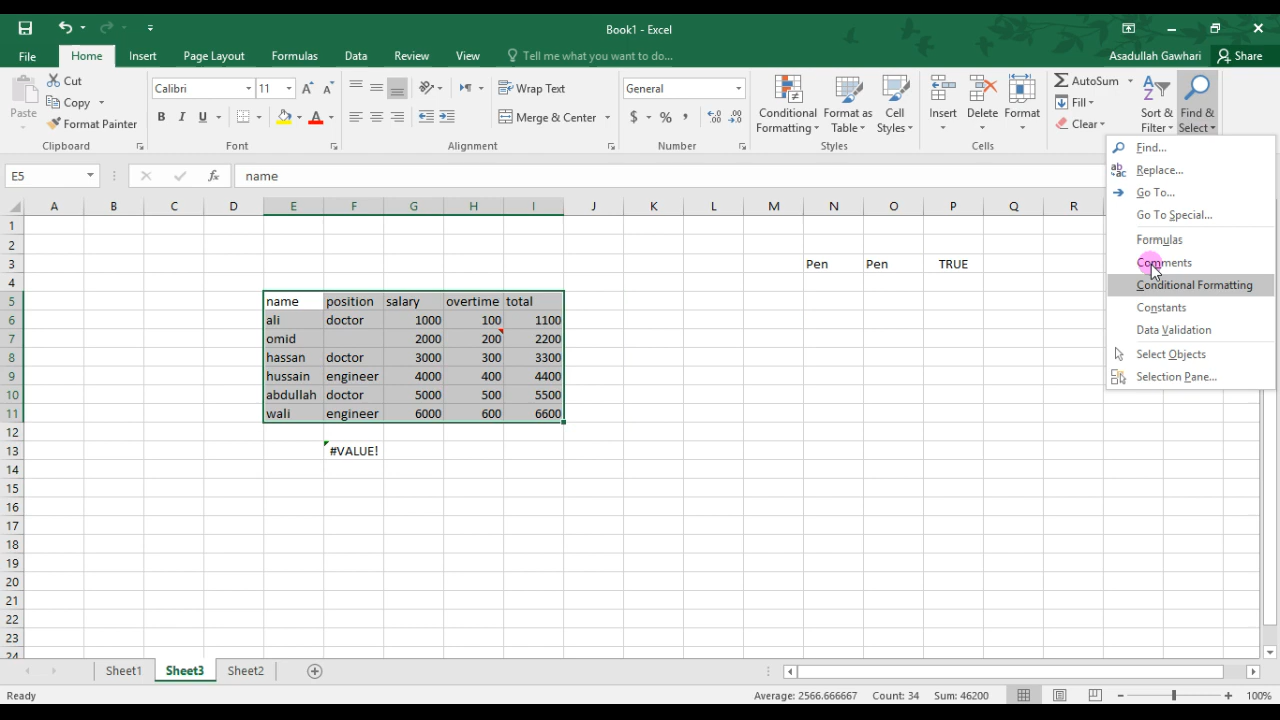 Book1 - Excel
File Home Insert Page Layout Formulas Data Review View Tell me what you want to do... Asadullah Gawhari Share
Paste Cut Copy Format Painter Clipboard
Calibri 11 B I U A Font
Wrap Text Merge & Center Alignment
General $ % , Number
Conditional Formatting Format as Table Cell Styles Styles
Insert Delete Format Cells
AutoSum Fill Clear Sort & Filter Find & Select
Find...
Replace...
Go To...
Go To Special...
Formulas
Comments
Conditional Formatting
Constants
Data Validation
Select Objects
Selection Pane...
E5 fx name
A B C D E F G H I J K L M N O P Q R
1
2
3 Pen Pen TRUE
4
5 name position salary overtime total
6 ali doctor 1000 100 1100
7 omid 2000 200 2200
8 hassan doctor 3000 300 3300
9 hussain engineer 4000 400 4400
10 abdullah doctor 5000 500 5500
11 wali engineer 6000 600 6600
12
13 #VALUE!
14
15
16
17
18
19
20
21
22
23
24
Sheet1 Sheet3 Sheet2
Ready Average: 2566.666667 Count: 34 Sum: 46200 100%